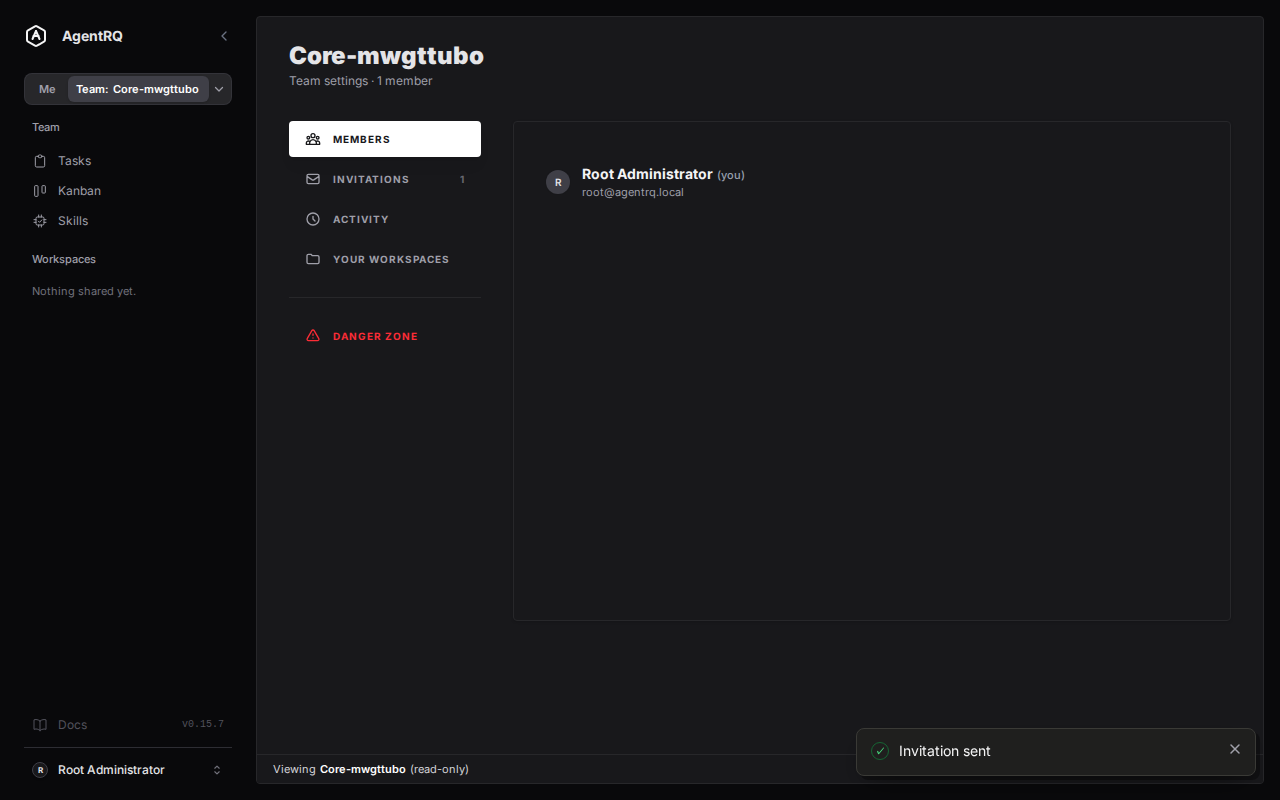 AgentRQ
Me
Team: Core-mwgttubo
Team
Tasks
Kanban
Skills
Workspaces
Nothing shared yet.
Docs
v0.15.7
R
Root Administrator
Core-mwgttubo
Team settings · 1 member
MEMBERS
INVITATIONS
1
ACTIVITY
YOUR WORKSPACES
DANGER ZONE
R
Root Administrator (you)
root@agentrq.local
Viewing Core-mwgttubo (read-only)
Invitation sent